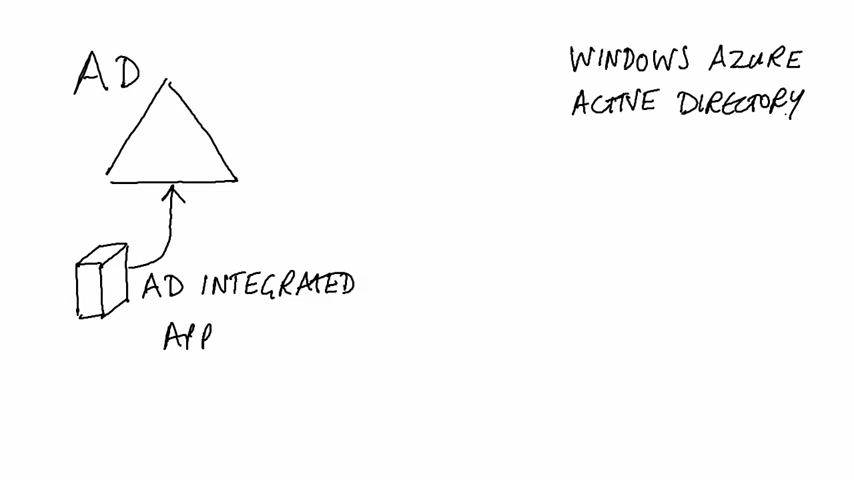 AD
WINDOWS AZURE
ACTIVE DIRECTORY
AD INTEGRATED
APP